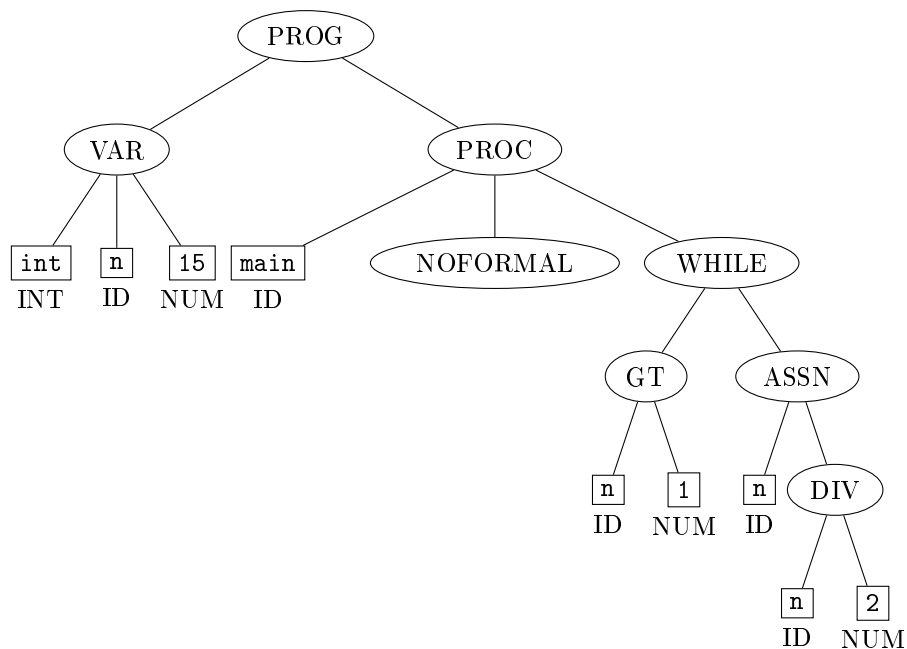 PROG
VAR PROC
int n 15 main NOFORMAL WHILE
INT ID NUM ID
GT ASSN
n 1 n DIV
ID NUM ID
n 2
ID NUM